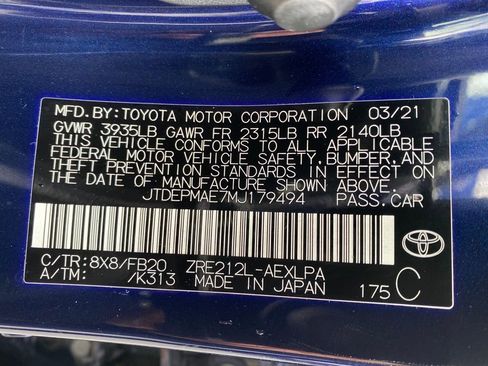 MFD.BY:TOYOTA MOTOR CORPORATION 03/21
GVWR 3935LB GAWR FR 2315LB RR 2140LB
THIS VEHICLE CONFORMS TO ALL APPLICABLE
FEDERAL MOTOR VEHICLE SAFETY,BUMPER,AND
THEFT PREVENTION STANDARDS IN EFFECT ON
THE DATE OF MANUFACTURE SHOWN ABOVE.
JTDEPMAE7MJ179494 PASS.CAR
C/TR:8X8/FB20 ZRE212L-AEXLPA
A/TM: /K313 MADE IN JAPAN 175 C